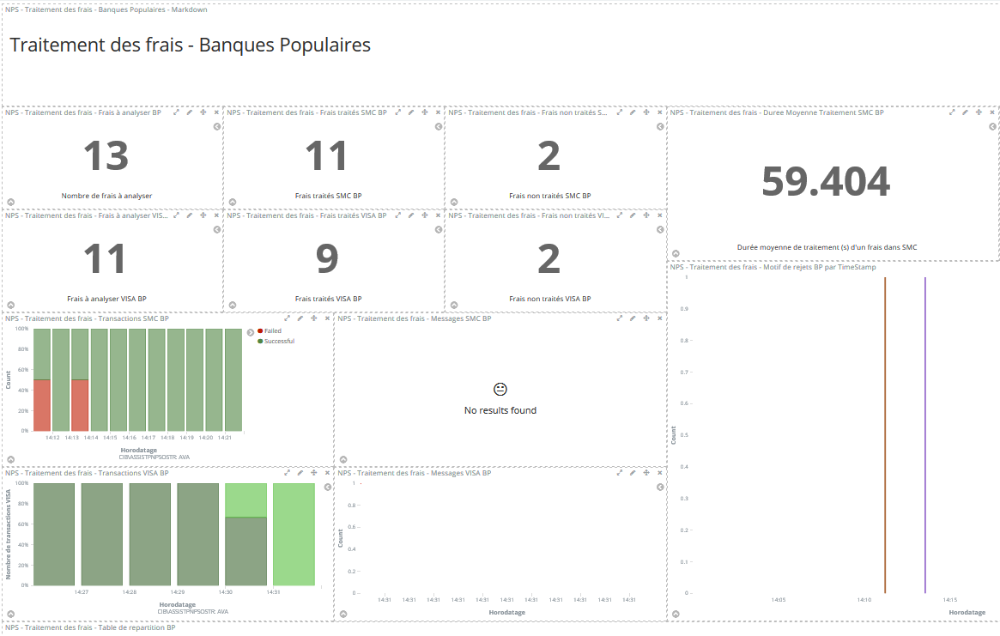 NPS - Traitement des frais - Banques Populaires - Markdown
Traitement des frais - Banques Populaires
NPS - Traitement des frais - Frais à analyser BP
13
Nombre de frais à analyser
NPS - Traitement des frais - Frais traités SMC BP
11
Frais traités SMC BP
NPS - Traitement des frais - Frais non traités S...
2
Frais non traités SMC BP
NPS - Traitement des frais - Duree Moyenne Traitement SMC BP
59.404
Durée moyenne de traitement (s) d'un frais dans SMC
NPS - Traitement des frais - Frais à analyser VIS...
11
Frais à analyser VISA BP
NPS - Traitement des frais - Frais traités VISA BP
9
Frais traités VISA BP
NPS - Traitement des frais - Frais non traités VI...
2
Frais non traités VISA BP
NPS - Traitement des frais - Motif de rejets BP par TimeStamp
1
0.9
0.8
0.7
0.6
0.5
0.4
0.3
0.2
0.1
0
Count
14:05 14:10 14:15
Horodatage
NPS - Traitement des frais - Transactions SMC BP
100%
80%
60%
40%
20%
0%
Count
14:12 14:13 14:14 14:15 14:16 14:17 14:18 14:19 14:20 14:21
Horodatage
CIB\ASSISTPNPSOSTR: AVA
Failed
Successful
NPS - Traitement des frais - Messages SMC BP
No results found
NPS - Traitement des frais - Transactions VISA BP
100%
80%
60%
40%
20%
0%
Nombre de transactions VISA
14:27 14:28 14:29 14:30 14:31
Horodatage
CIB\ASSISTPNPSOSTR: AVA
NPS - Traitement des frais - Messages VISA BP
1
0.8
0.6
0.4
0.2
0
Count
14:31 14:31 14:31 14:31 14:31 14:31 14:31 14:31 14:31 14:31 14:31
Horodatage
NPS - Traitement des frais - Table de repartition BP